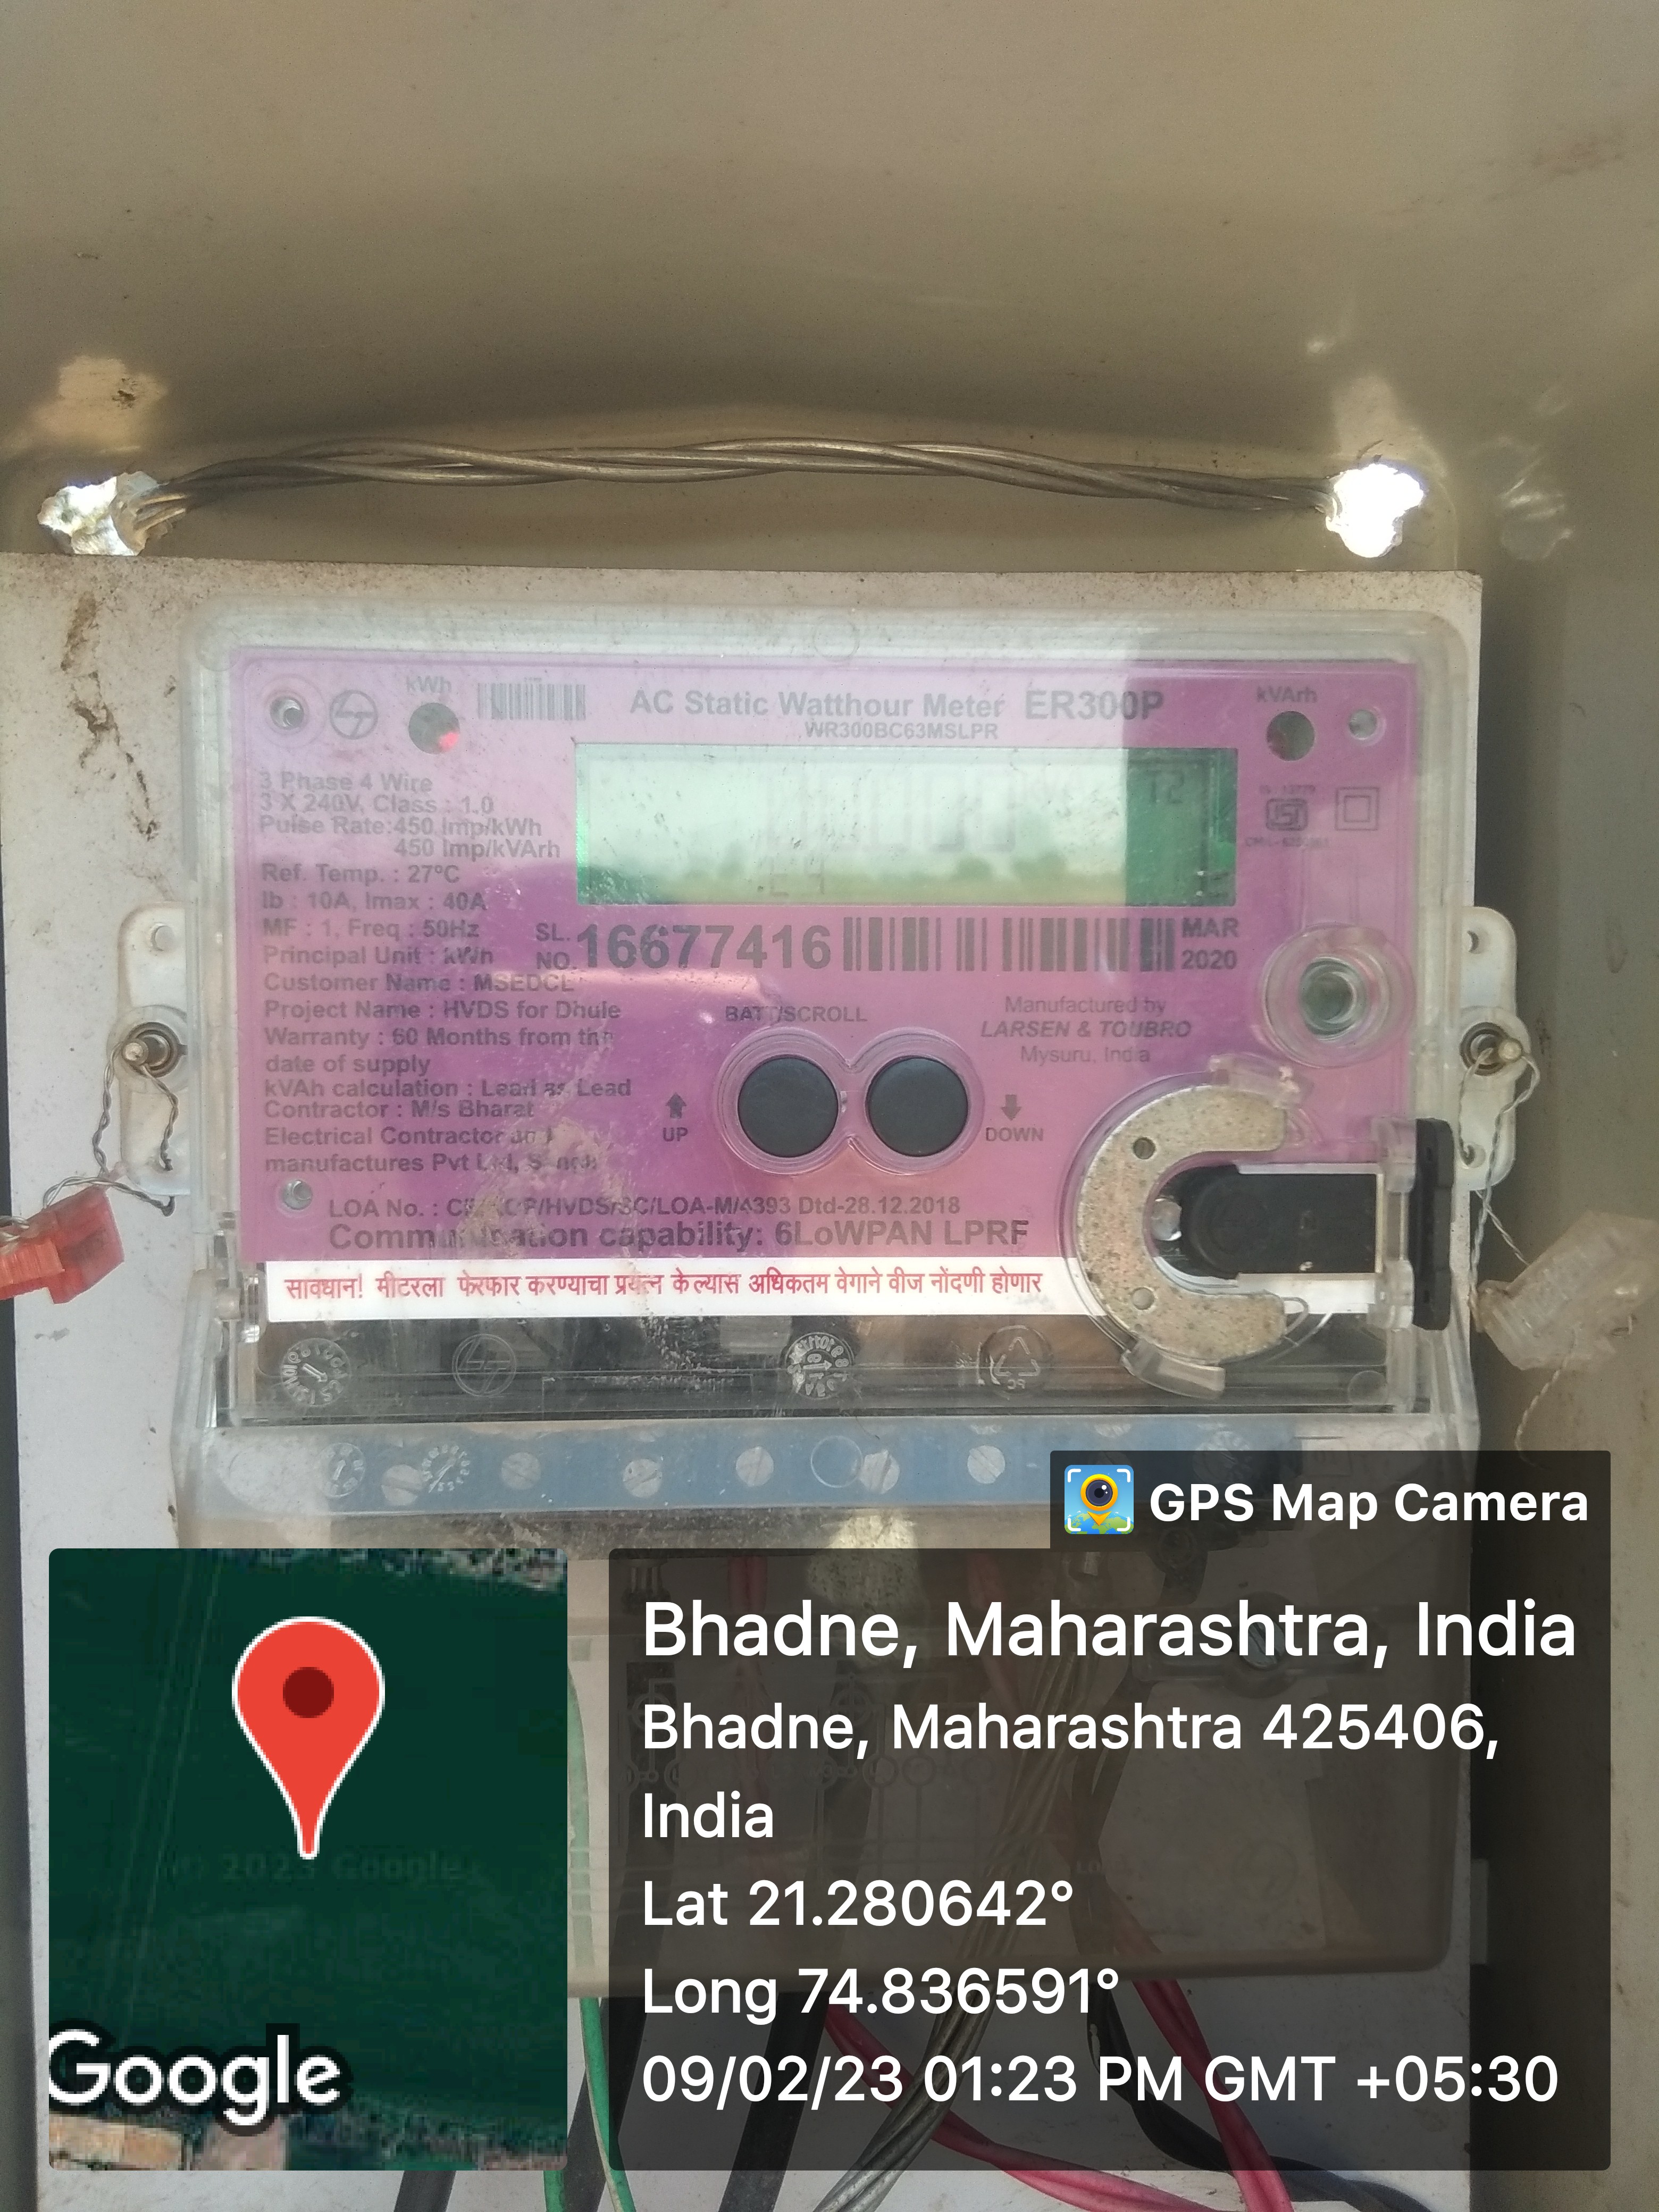 kWh
AC Static Watthour Meter ER300P
WR300BC63MSLPR
kVArh
3 Phase 4 Wire
3 X 240V, Class : 1.0
Pulse Rate:450 Imp/kWh
450 Imp/kVArh
Ref. Temp. : 27°C
Ib : 10A, Imax : 40A
MF : 1, Freq : 50Hz
Principal Unit : kWh
Customer Name : MSEDCL
Project Name : HVDS for Dhule
Warranty : 60 Months from the
date of supply
kVAh calculation : Lead as Lead
Contractor : M/s Bharat
Electrical Contractor and
manufactures Pvt Ltd,
T2
SL. NO. 16677416
MAR 2020
BATT/SCROLL
UP
DOWN
Manufactured by
LARSEN & TOUBRO
Mysuru, India
LOA No. : /HVDS/SC/LOA-M/4393 Dtd-28.12.2018
Communication capability: 6LoWPAN LPRF
सावधान! मीटरला फेरफार करण्याचा प्रयत्न केल्यास अधिकतम वेगाने वीज नोंदणी होणार
GPS Map Camera
Bhadne, Maharashtra, India
Bhadne, Maharashtra 425406,
India
Lat 21.280642°
Long 74.836591°
09/02/23 01:23 PM GMT +05:30
Google